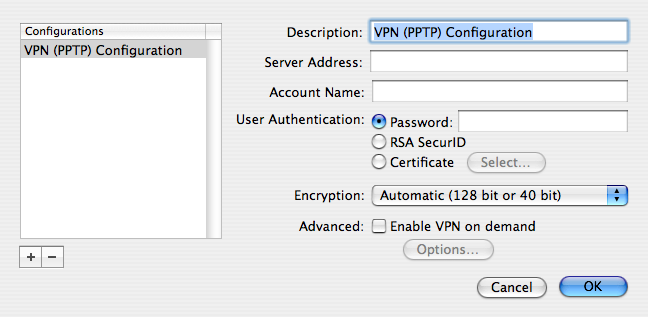 Configurations
VPN (PPTP) Configuration
Description: VPN (PPTP) Configuration
Server Address:
Account Name:
User Authentication: Password:
RSA SecurID
Certificate Select...
Encryption: Automatic (128 bit or 40 bit)
Advanced: Enable VPN on demand
Options...
+ −
Cancel OK